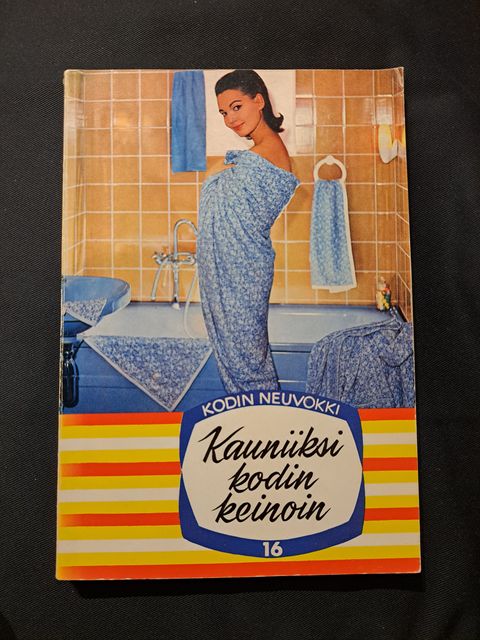 KODIN NEUVOKKI
Kauniiksi
kodin
keinoin
16